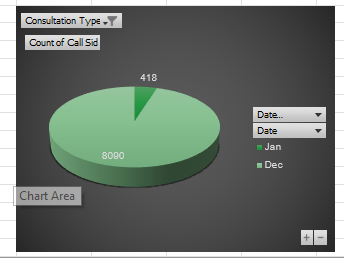 Consultation Type
Count of Call Sid
418
8090
Date...
Date
Jan
Dec
Chart Area
+ −